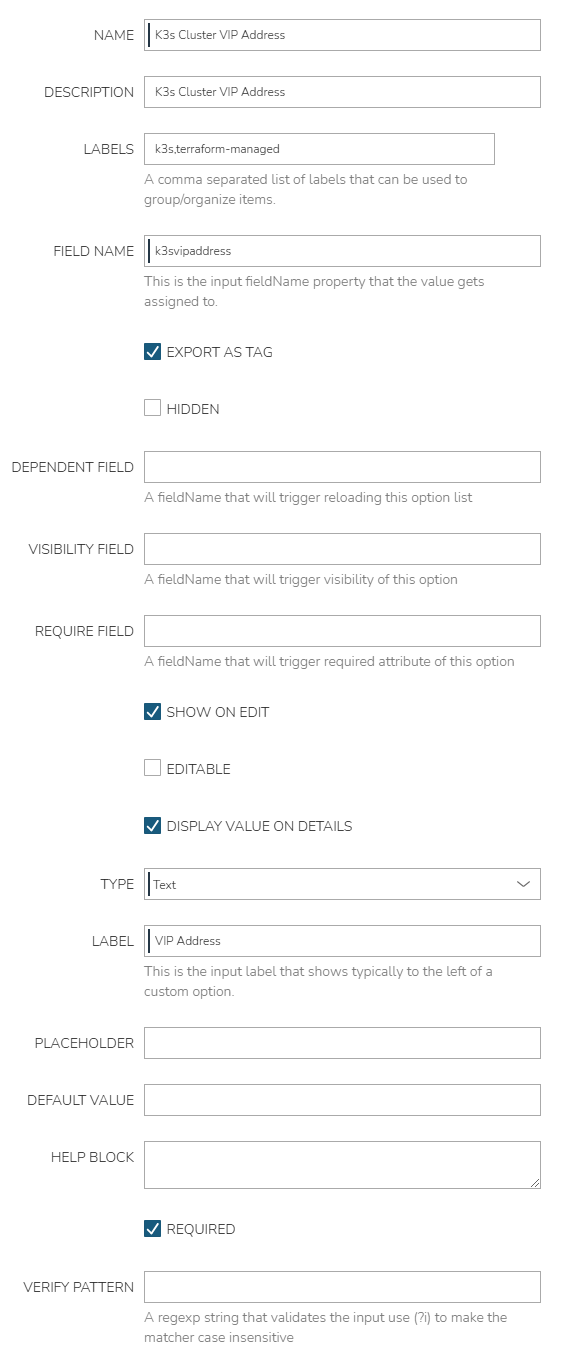 NAME K3s Cluster VIP Address
DESCRIPTION K3s Cluster VIP Address
LABELS k3s,terraform-managed
A comma separated list of labels that can be used to
group/organize items.
FIELD NAME k3svipaddress
This is the input fieldName property that the value gets
assigned to.
EXPORT AS TAG
HIDDEN
DEPENDENT FIELD
A fieldName that will trigger reloading this option list
VISIBILITY FIELD
A fieldName that will trigger visibility of this option
REQUIRE FIELD
A fieldName that will trigger required attribute of this option
SHOW ON EDIT
EDITABLE
DISPLAY VALUE ON DETAILS
TYPE Text
LABEL VIP Address
This is the input label that shows typically to the left of a
custom option.
PLACEHOLDER
DEFAULT VALUE
HELP BLOCK
REQUIRED
VERIFY PATTERN
A regexp string that validates the input use (?i) to make the
matcher case insensitive